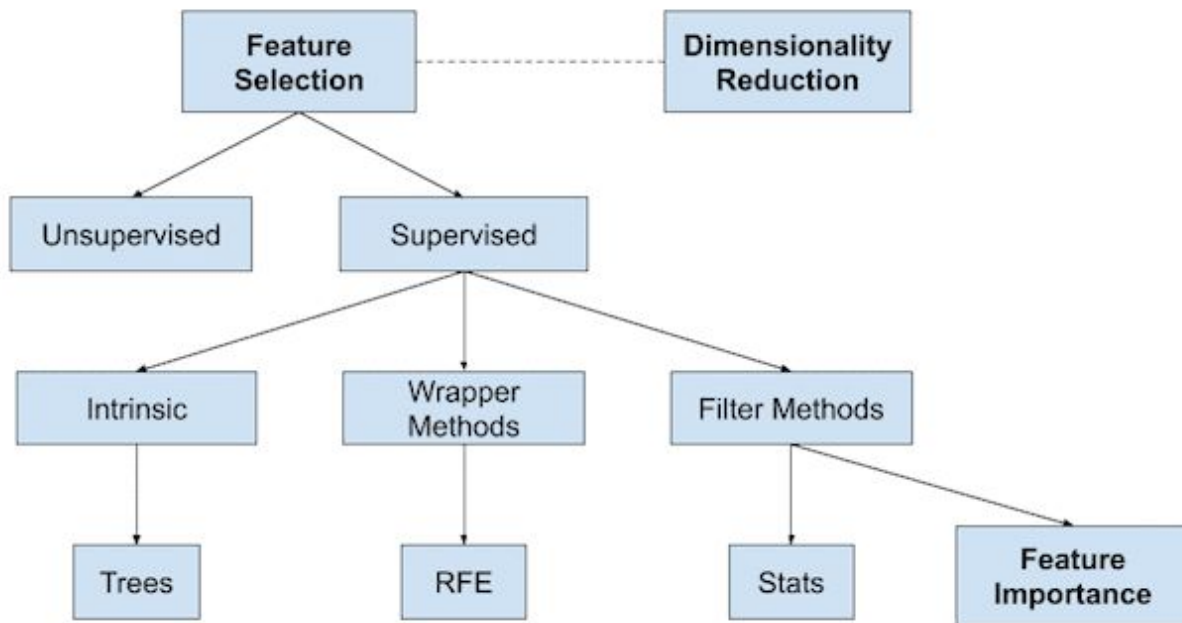 Feature
Selection
Dimensionality
Reduction
Unsupervised
Supervised
Intrinsic
Wrapper
Methods
Filter Methods
Trees
RFE
Stats
Feature
Importance